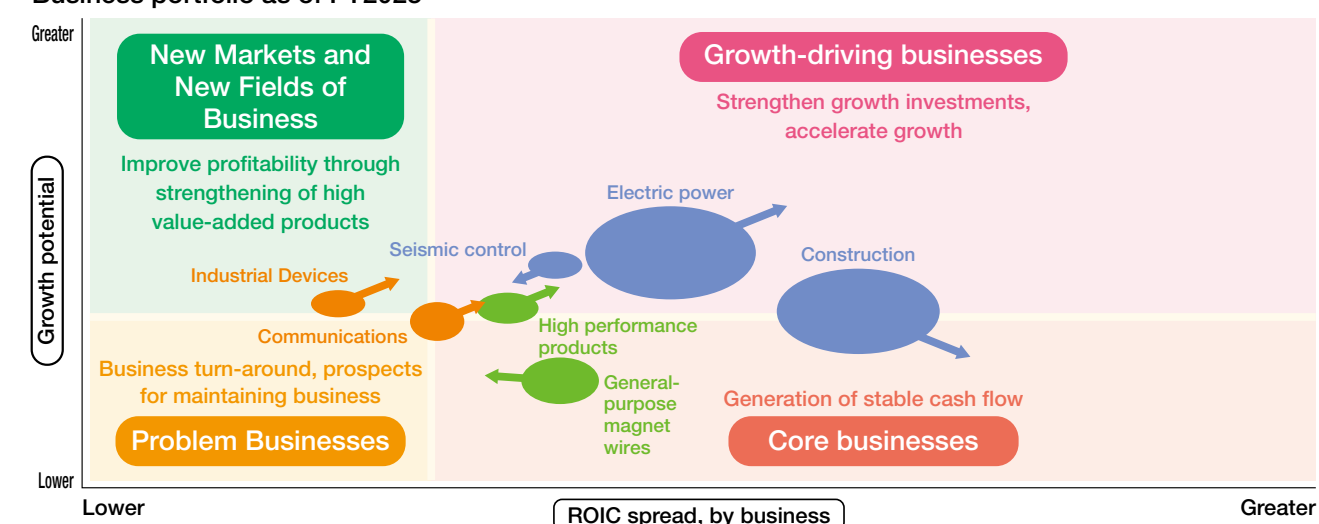 Greater
New Markets and
New Fields of
Business
Improve profitability through
strengthening of high
value-added products
Growth-driving businesses
Strengthen growth investments,
accelerate growth
Growth potential
Electric power
Seismic control
Construction
Industrial Devices
Communications
High performance
products
General-
purpose
magnet
wires
Business turn-around, prospects
for maintaining business
Problem Businesses
Generation of stable cash flow
Core businesses
Lower
Lower
ROIC spread, by business
Greater